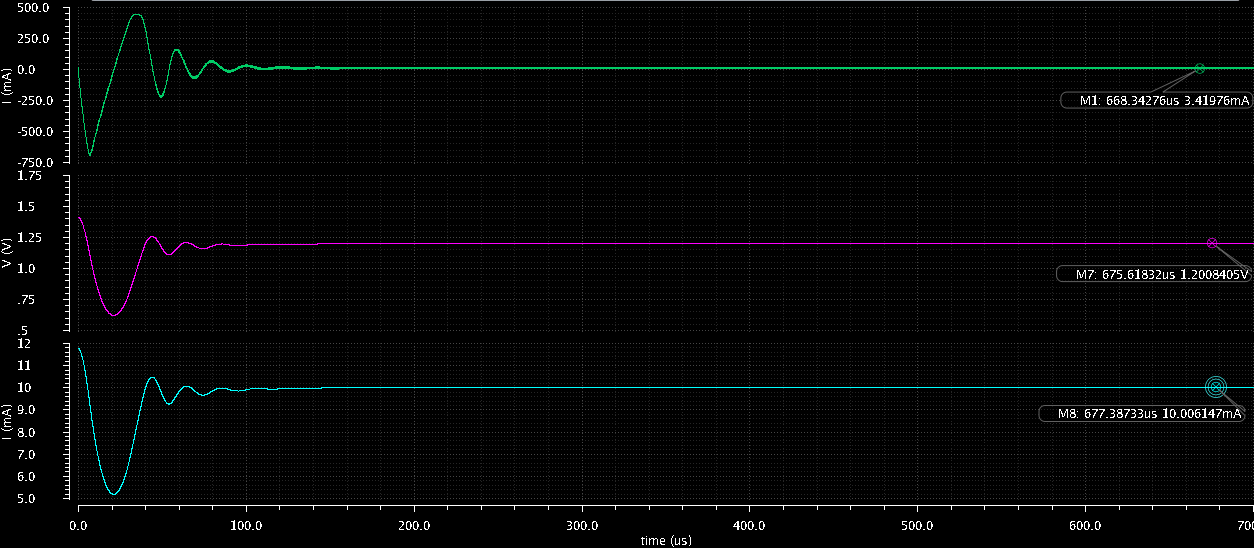 500.0
250.0
0.0
-250.0
-500.0
-750.0
I (mA)
M1: 668.34276us 3.41976mA
1.75
1.5
1.25
1.0
.75
.5
V (V)
M7: 675.61832us 1.2008405V
12
11
10
9.0
8.0
7.0
6.0
5.0
I (mA)
M8: 677.38733us 10.006147mA
0.0 100.0 200.0 300.0 400.0 500.0 600.0 700
time (us)